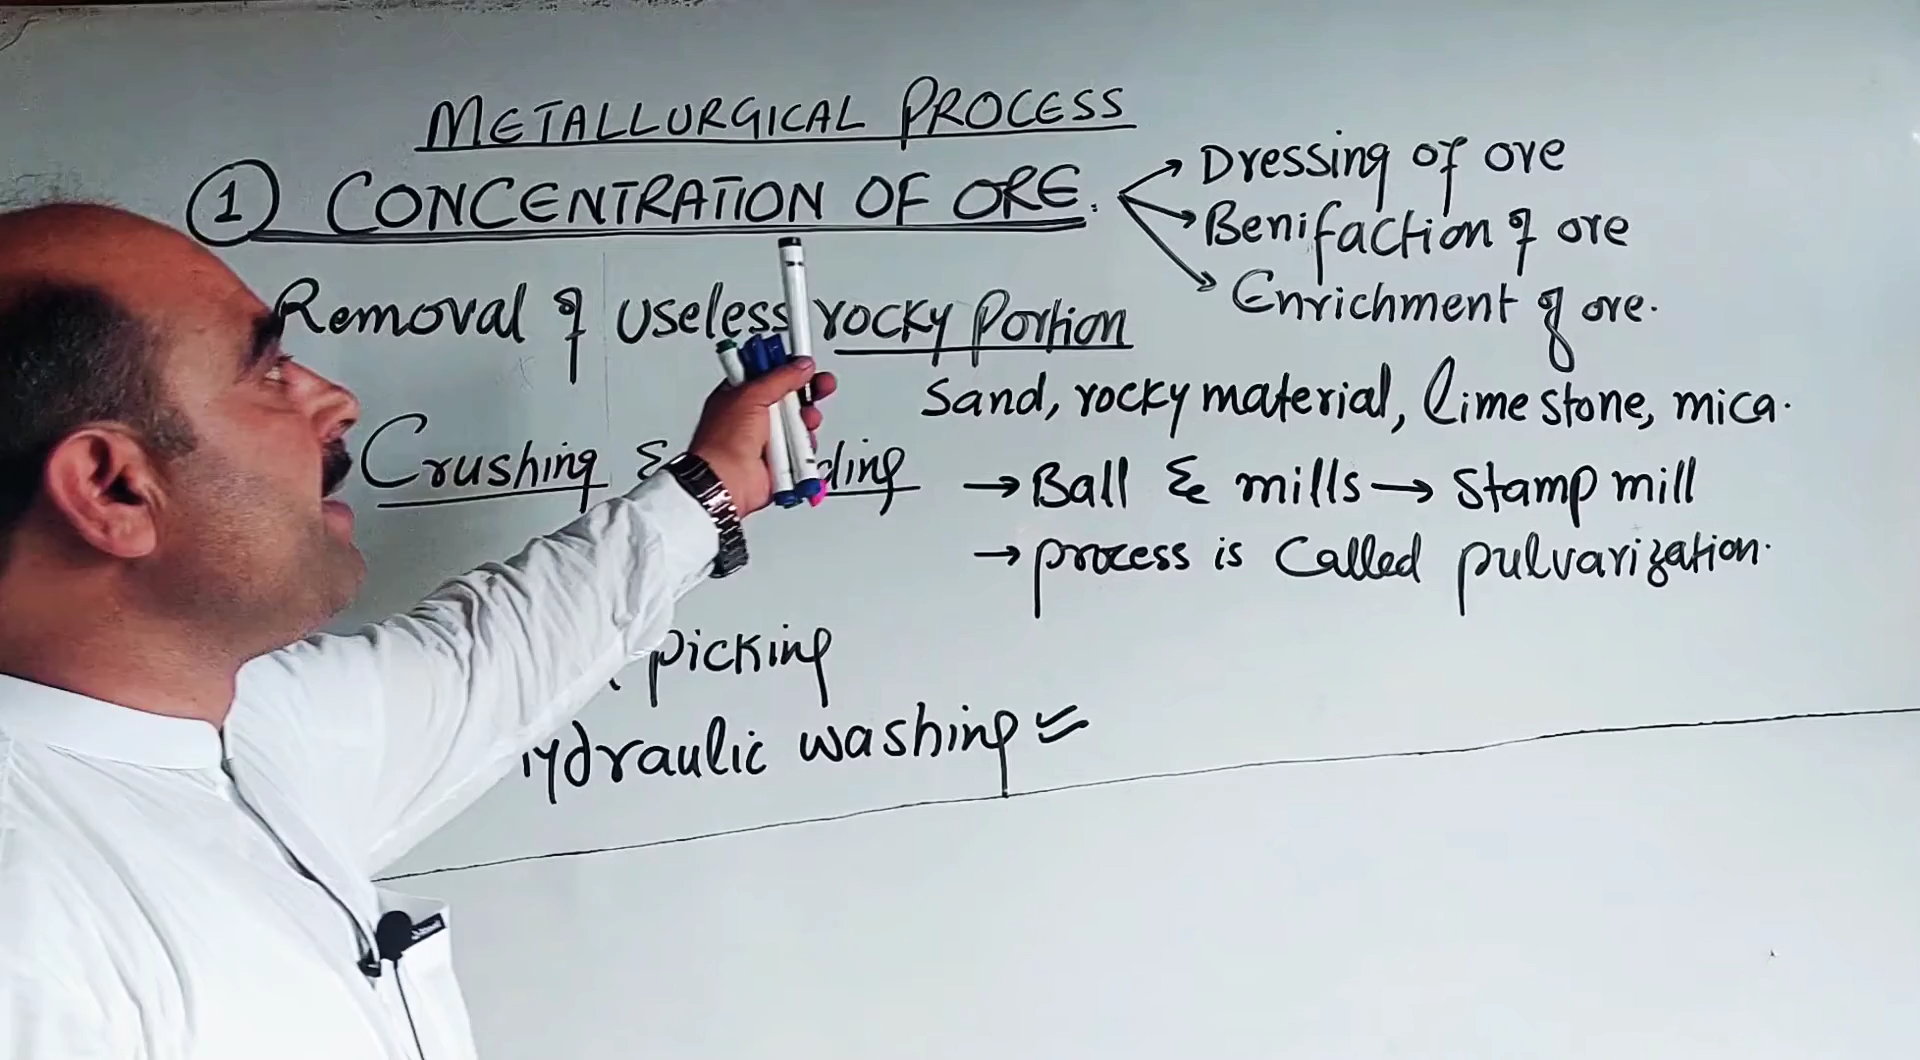 METALLURGICAL PROCESS
① CONCENTRATION OF ORE.
→ Dressing of ore
→ Benifaction of ore
→ Enrichment of ore.
Removal of useless rocky portion
Sand, rocky material, lime stone, mica.
Crushing & ding
→ Ball & mills → stamp mill
→ process is called pulvarization.
picking
ydraulic washing